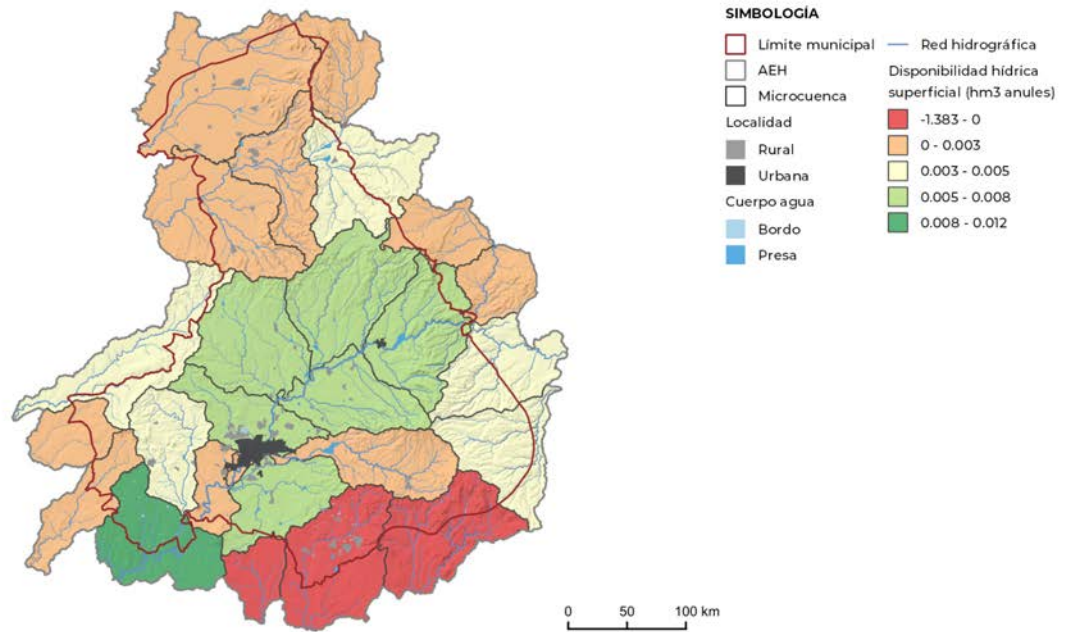 SIMBOLOGÍA
Límite municipal
AEH
Microcuenca
Localidad
Rural
Urbana
Cuerpo agua
Bordo
Presa
Red hidrográfica
Disponibilidad hídrica
superficial (hm3 anules)
-1.383 - 0
0 - 0.003
0.003 - 0.005
0.005 - 0.008
0.008 - 0.012
0 50 100 km